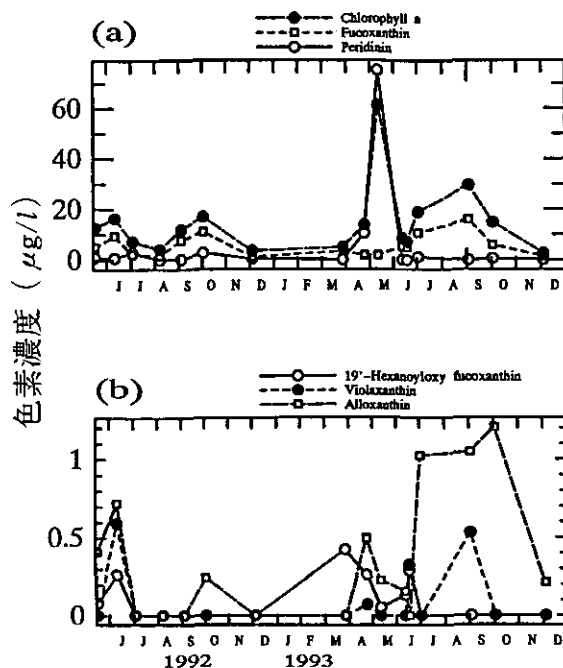 (a)
Chlorophyll a
Fucoxanthin
Peridinin
60
40
20
0
J J A S O N D J F M A M J J A S O N D
色素濃度 ( μg/l )
(b)
19'-Hexanoyloxy fucoxanthin
Violaxanthin
Alloxanthin
1
0.5
0
J J A S O N D J F M A M J J A S O N D
1992 1993